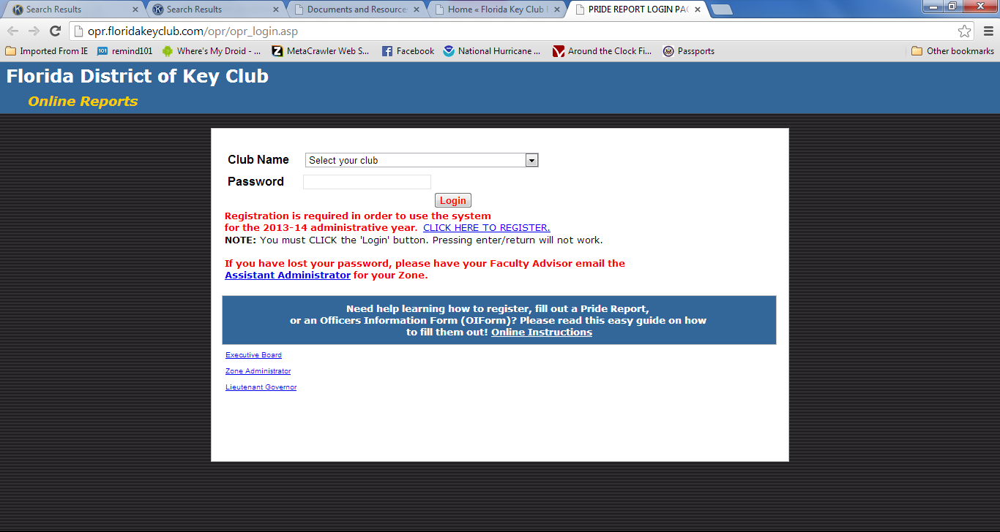 Search Results
Search Results
Documents and Resource
Home « Florida Key Club
PRIDE REPORT LOGIN PAG
opr.floridakeyclub.com/opr/opr_login.asp
Imported From IE
101 remind101
Where's My Droid - ...
Z MetaCrawler Web S...
Facebook
National Hurricane ...
Around the Clock Fi...
Passports
Other bookmarks
Florida District of Key Club
Online Reports
Club Name Select your club
Password
Login
Registration is required in order to use the system
for the 2013-14 administrative year. CLICK HERE TO REGISTER.
NOTE: You must CLICK the 'Login' button. Pressing enter/return will not work.
If you have lost your password, please have your Faculty Advisor email the
Assistant Administrator for your Zone.
Need help learning how to register, fill out a Pride Report,
or an Officers Information Form (OIForm)? Please read this easy guide on how
to fill them out! Online Instructions
Executive Board
Zone Administrator
Lieutenant Governor